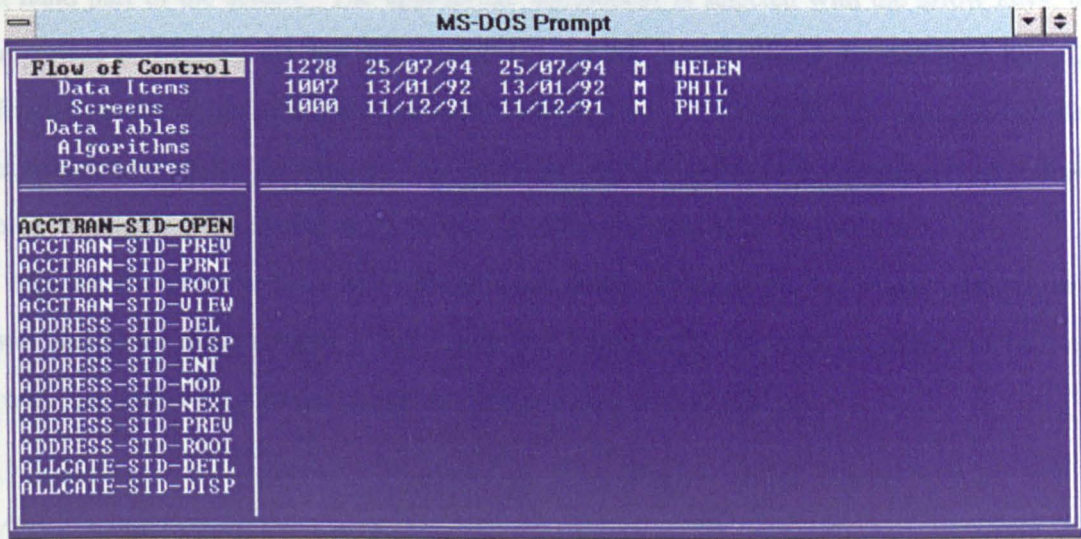 MS-DOS Prompt
Flow of Control
Data Items
Screens
Data Tables
Algorithms
Procedures
1278 25/07/94 25/07/94 M HELEN
1007 13/01/92 13/01/92 M PHIL
1000 11/12/91 11/12/91 M PHIL
ACCTRAN-STD-OPEN
ACCTRAN-STD-PREV
ACCTRAN-STD-PRNT
ACCTRAN-STD-ROOT
ACCTRAN-STD-VIEW
ADDRESS-STD-DEL
ADDRESS-STD-DISP
ADDRESS-STD-ENT
ADDRESS-STD-MOD
ADDRESS-STD-NEXT
ADDRESS-STD-PREV
ADDRESS-STD-ROOT
ALLCATE-STD-DETL
ALLCATE-STD-DISP